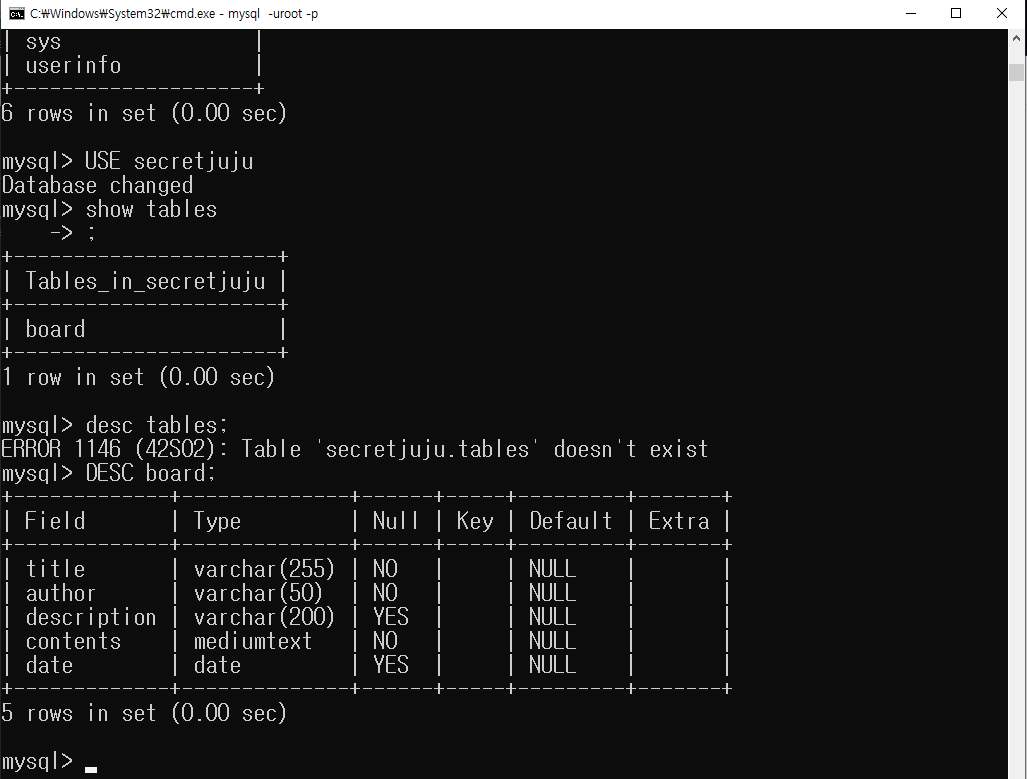 C:₩Windows₩System32₩cmd.exe - mysql  -uroot -p
| sys                |
| userinfo           |
+--------------------+
6 rows in set (0.00 sec)
mysql> USE secretjuju
Database changed
mysql> show tables
    -> ;
+----------------------+
| Tables_in_secretjuju |
+----------------------+
| board                |
+----------------------+
1 row in set (0.00 sec)
mysql> desc tables;
ERROR 1146 (42S02): Table 'secretjuju.tables' doesn't exist
mysql> DESC board;
+-------------+--------------+------+-----+---------+-------+
| Field       | Type         | Null | Key | Default | Extra |
+-------------+--------------+------+-----+---------+-------+
| title       | varchar(255) | NO   |     | NULL    |       |
| author      | varchar(50)  | NO   |     | NULL    |       |
| description | varchar(200) | YES  |     | NULL    |       |
| contents    | mediumtext   | NO   |     | NULL    |       |
| date        | date         | YES  |     | NULL    |       |
+-------------+--------------+------+-----+---------+-------+
5 rows in set (0.00 sec)
mysql>